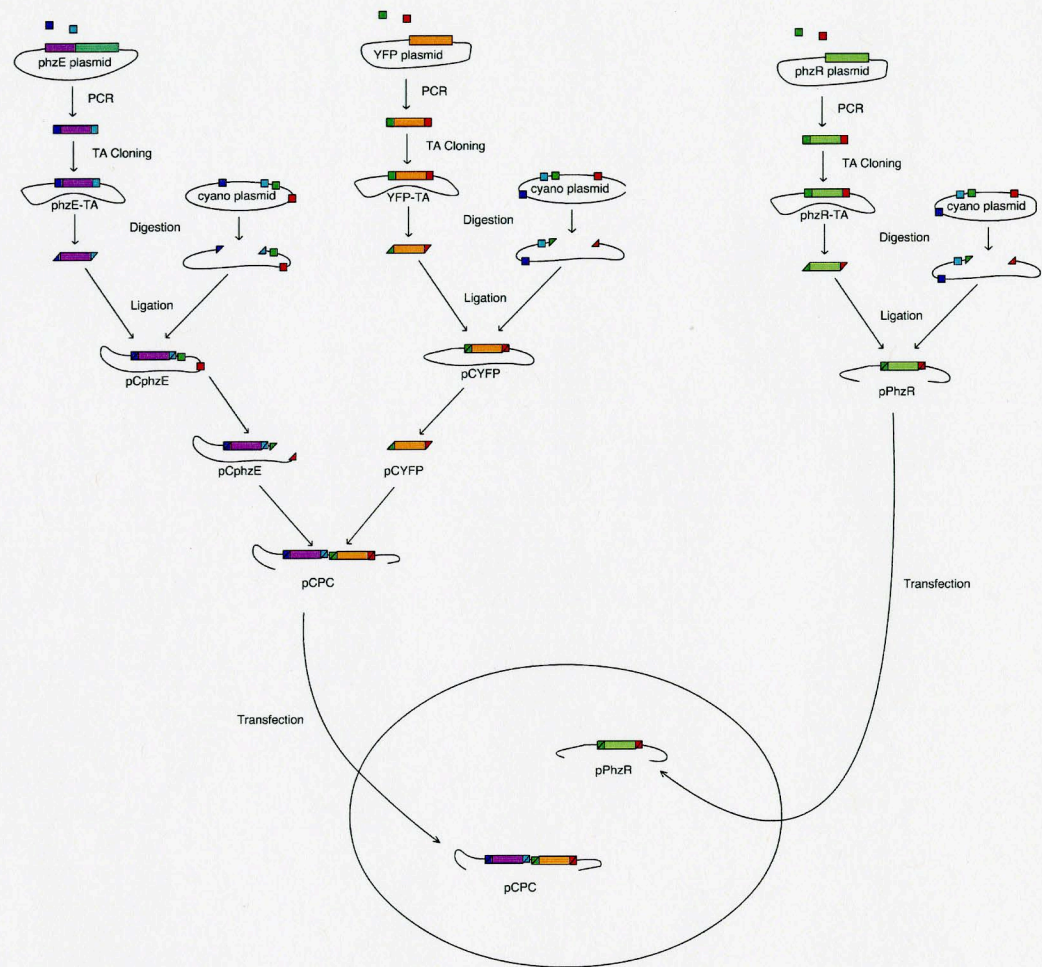 phzE plasmid
PCR
TA Cloning
phzE-TA
cyano plasmid
Digestion
Ligation
pCphzE
pCphzE
YFP plasmid
PCR
TA Cloning
YFP-TA
cyano plasmid
Digestion
Ligation
pCYFP
pCYFP
pCPC
Transfection
phzR plasmid
PCR
TA Cloning
phzR-TA
cyano plasmid
Digestion
Ligation
pPhzR
Transfection
pPhzR
pCPC